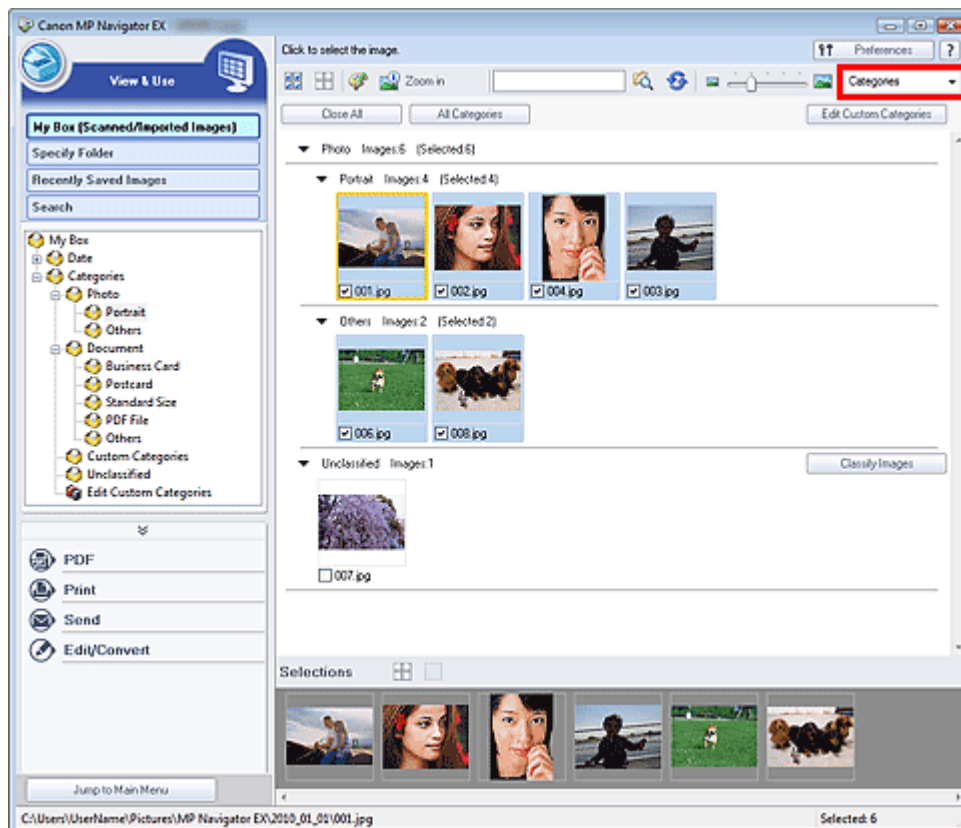 Canon MP Navigator EX
View & Use
My Box (Scanned/Imported Images)
Specify Folder
Recently Saved Images
Search
My Box
Date
Categories
Photo
Portrait
Others
Document
Business Card
Postcard
Standard Size
PDF File
Others
Custom Categories
Unclassified
Edit Custom Categories
PDF
Print
Send
Edit/Convert
Jump to Main Menu
Click to select the image.
Preferences ?
Zoom in
Categories
Close All All Categories Edit Custom Categories
Photo Images:6 (Selected:6)
Portrait Images:4 (Selected:4)
001.jpg 002.jpg 004.jpg 003.jpg
Others Images:2 (Selected:2)
006.jpg 008.jpg
Unclassified Images:1 Classify Images
007.jpg
Selections
C:\Users\UserName\Pictures\MP Navigator EX\2010_01_01\001.jpg Selected: 6